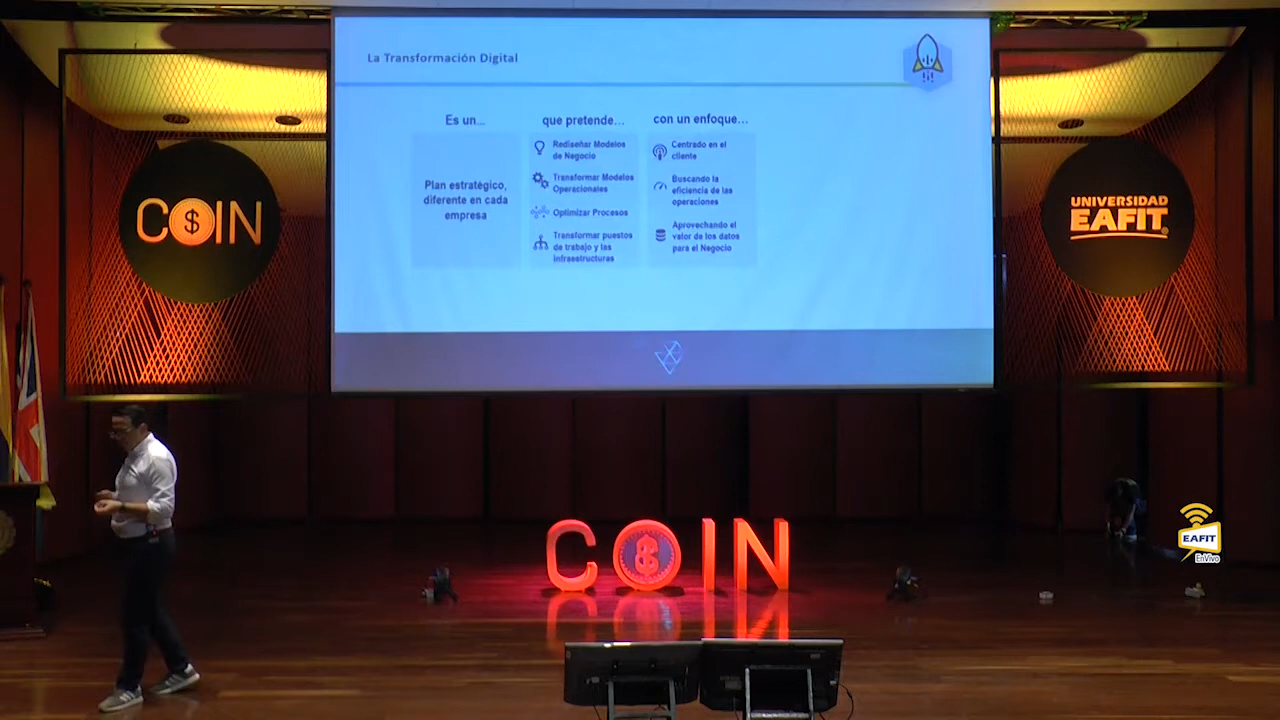 La Transformación Digital
Es un...
Plan estratégico,
diferente en cada
empresa
que pretende...
Rediseñar Modelos
de Negocio
Transformar Modelos
Operacionales
Optimizar Procesos
Transformar puestos
de trabajo y las
infraestructuras
con un enfoque...
Centrado en el
cliente
Buscando la
eficiencia de las
operaciones
Aprovechando el
valor de los datos
para el Negocio
COIN
UNIVERSIDAD
EAFIT
COIN
EAFIT
EnVivo